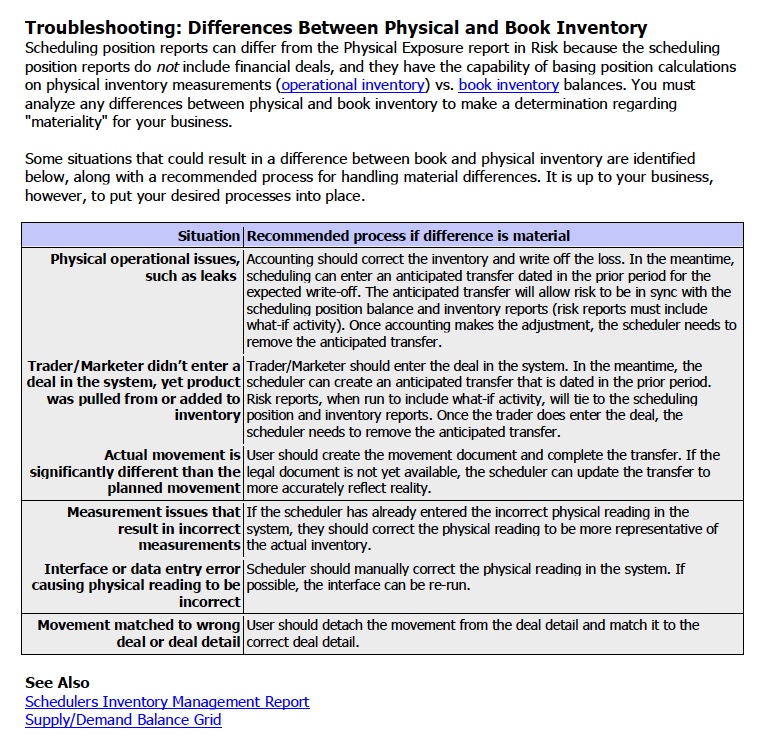 Troubleshooting: Differences Between Physical and Book Inventory
Scheduling position reports can differ from the Physical Exposure report in Risk because the scheduling
position reports do not include financial deals, and they have the capability of basing position calculations
on physical inventory measurements (operational inventory) vs. book inventory balances. You must
analyze any differences between physical and book inventory to make a determination regarding
"materiality" for your business.
Some situations that could result in a difference between book and physical inventory are identified
below, along with a recommended process for handling material differences. It is up to your business,
however, to put your desired processes into place.
Situation
Recommended process if difference is material
Physical operational issues,
such as leaks
Accounting should correct the inventory and write off the loss. In the meantime,
scheduling can enter an anticipated transfer dated in the prior period for the
expected write-off. The anticipated transfer will allow risk to be in sync with the
scheduling position balance and inventory reports (risk reports must include
what-if activity). Once accounting makes the adjustment, the scheduler needs to
remove the anticipated transfer.
Trader/Marketer didn't enter a
deal in the system, yet product
was pulled from or added to
inventory
Trader/Marketer should enter the deal in the system. In the meantime, the
scheduler can create an anticipated transfer that is dated in the prior period.
Risk reports, when run to include what-if activity, will tie to the scheduling
position and inventory reports. Once the trader does enter the deal, the
scheduler needs to remove the anticipated transfer.
Actual movement is
significantly different than the
planned movement
User should create the movement document and complete the transfer. If the
legal document is not yet available, the scheduler can update the transfer to
more accurately reflect reality.
Measurement issues that
result in incorrect
measurements
If the scheduler has already entered the incorrect physical reading in the
system, they should correct the physical reading to be more representative of
the actual inventory.
Interface or data entry error
causing physical reading to be
incorrect
Scheduler should manually correct the physical reading in the system. If
possible, the interface can be re-run.
Movement matched to wrong
deal or deal detail
User should detach the movement from the deal detail and match it to the
correct deal detail.
See Also
Schedulers Inventory Management Report
Supply/Demand Balance Grid